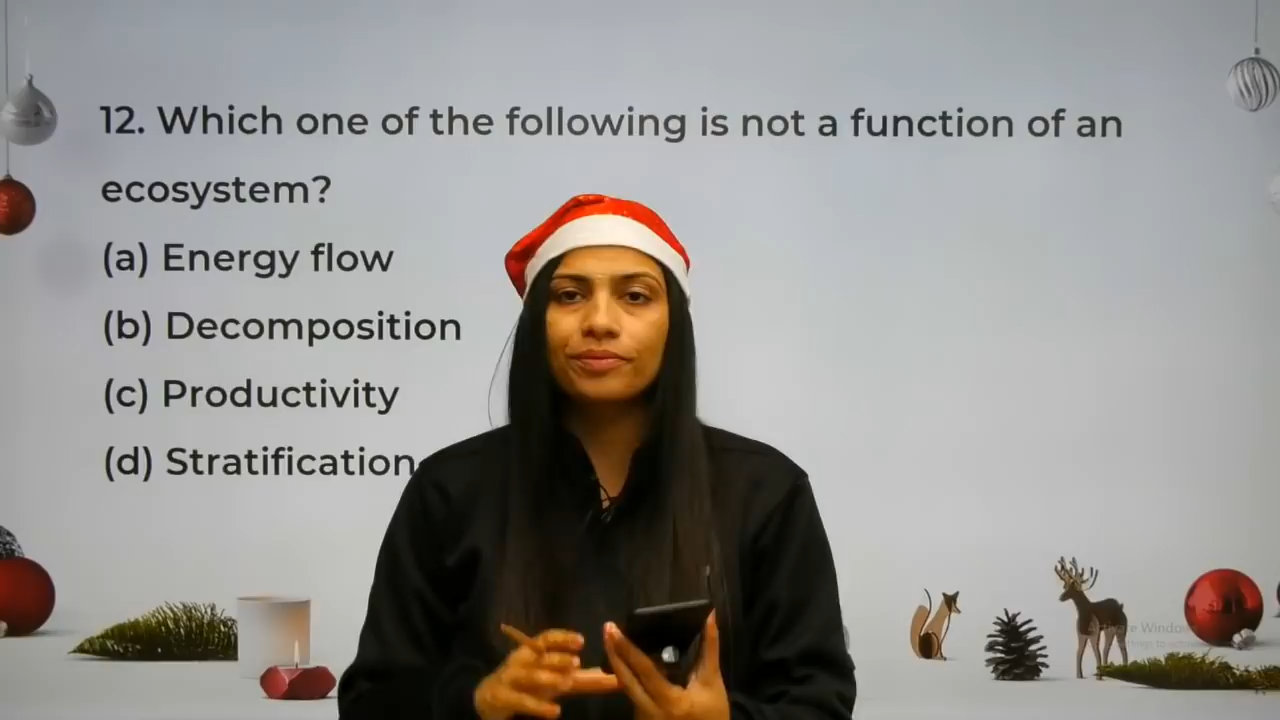 12. Which one of the following is not a function of an
ecosystem?
(a) Energy flow
(b) Decomposition
(c) Productivity
(d) Stratification